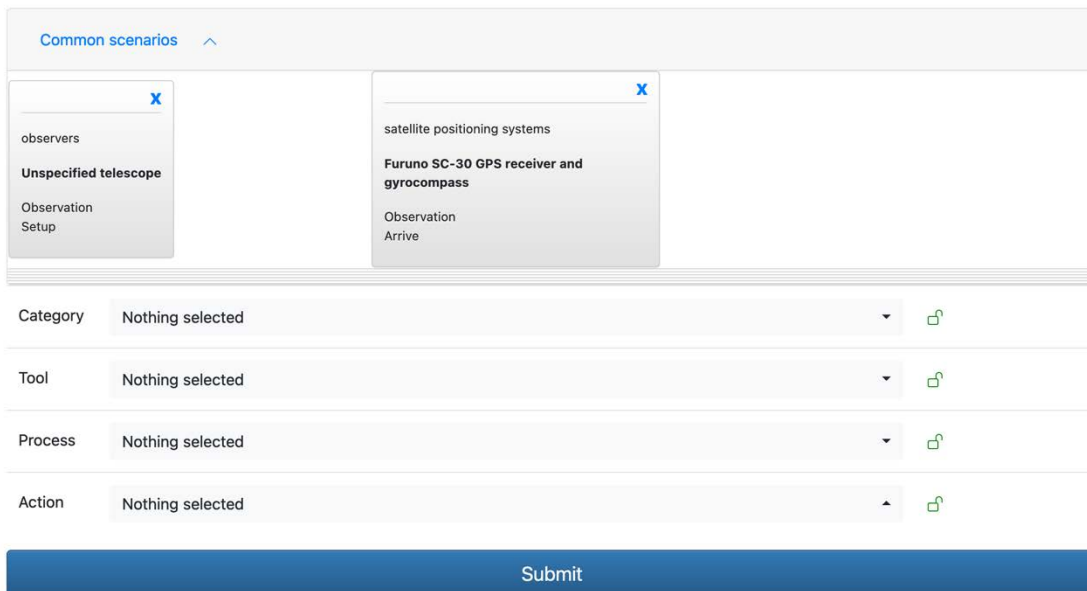 Common scenarios
X
observers
Unspecified telescope
Observation
Setup
X
satellite positioning systems
Furuno SC-30 GPS receiver and
gyrocompass
Observation
Arrive
Category
Nothing selected
Tool
Nothing selected
Process
Nothing selected
Action
Nothing selected
Submit